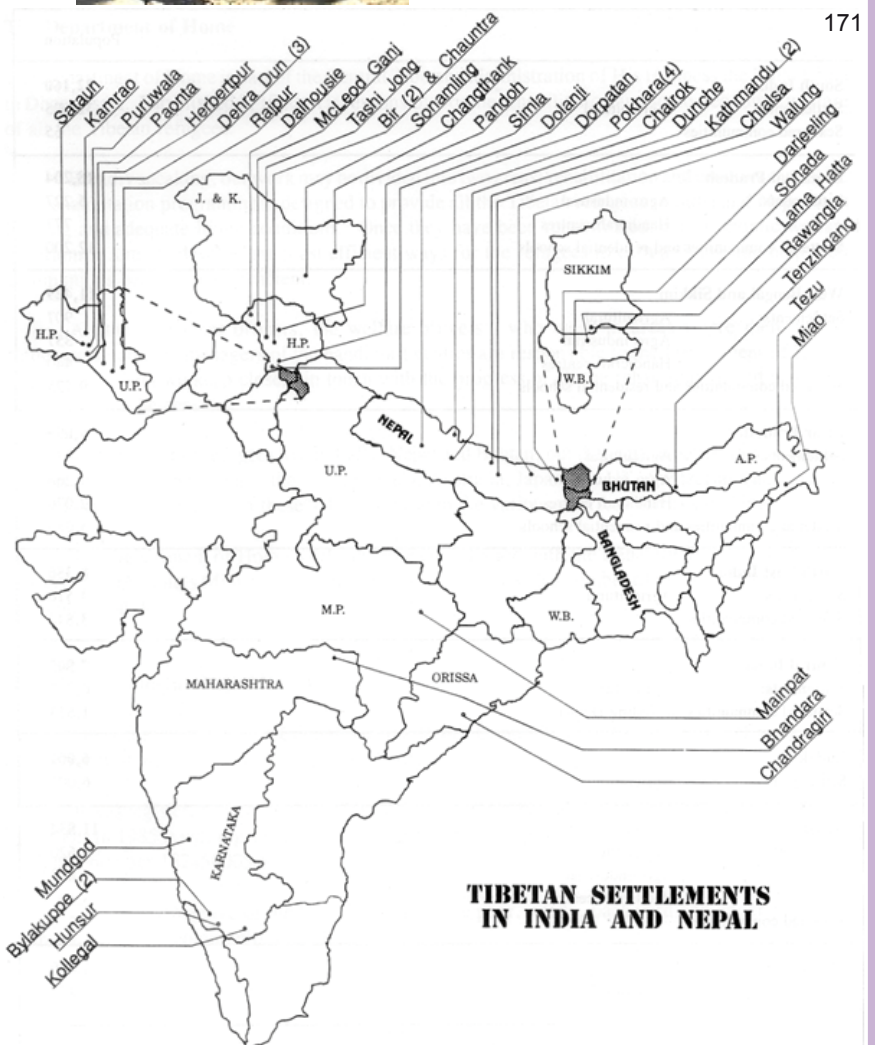 171
Sataun
Kamrao
Puruwala
Paonta
Herbertpur
Dehra Dun (3)
Rajpur
Dalhousie
McLeod Ganj
Tashi Jong
Bir (2) & Chauntra
Sonamling
Changthank
Pandoh
Simla
Dolanji
Dorpatan
Pokhara(4)
Chairok
Dunche
Kathmandu (2)
Chialsa
Walung
Darjeeling
Sonada
Lama Hatta
Rawangla
Tenzingang
Tezu
Miao
J. & K.
SIKKIM
H.P.
H.P.
U.P.
W.B.
NEPAL
U.P.
BHUTAN
A.P.
BANGLADESH
M.P.
W.B.
MAHARASHTRA
ORISSA
Mainpat
Bhandara
Chandragiri
KARNATAKA
Mundgod
Bylakuppe (2)
Hunsur
Kollegal
TIBETAN SETTLEMENTS
IN INDIA AND NEPAL